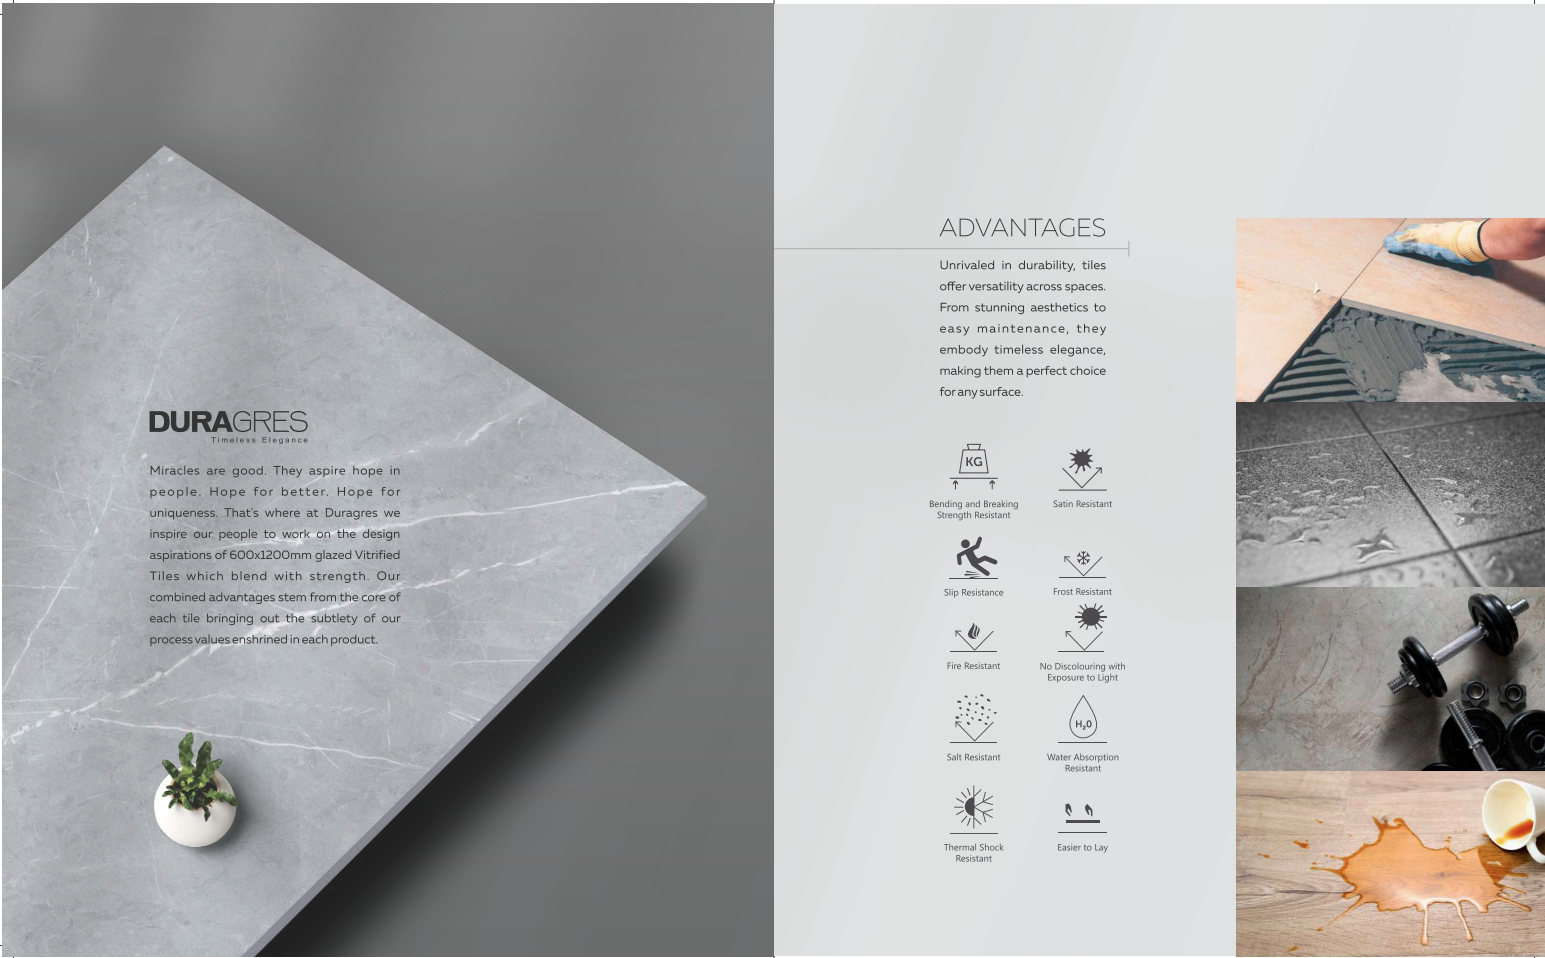 DURAGRES
Timeless Elegance
Miracles are good. They aspire hope in
people. Hope for better. Hope for
uniqueness. That's where at Duragres we
inspire our people to work on the design
aspirations of 600x1200mm glazed Vitrified
Tiles which blend with strength. Our
combined advantages stem from the core of
each tile bringing out the subtlety of our
process values enshrined in each product.
ADVANTAGES
Unrivaled in durability, tiles
offer versatility across spaces.
From stunning aesthetics to
easy maintenance, they
embody timeless elegance,
making them a perfect choice
for any surface.
KG
Bending and Breaking
Strength Resistant
Satin Resistant
Slip Resistance
Frost Resistant
Fire Resistant
No Discolouring with
Exposure to Light
Salt Resistant
H₂0
Water Absorption
Resistant
Thermal Shock
Resistant
Easier to Lay